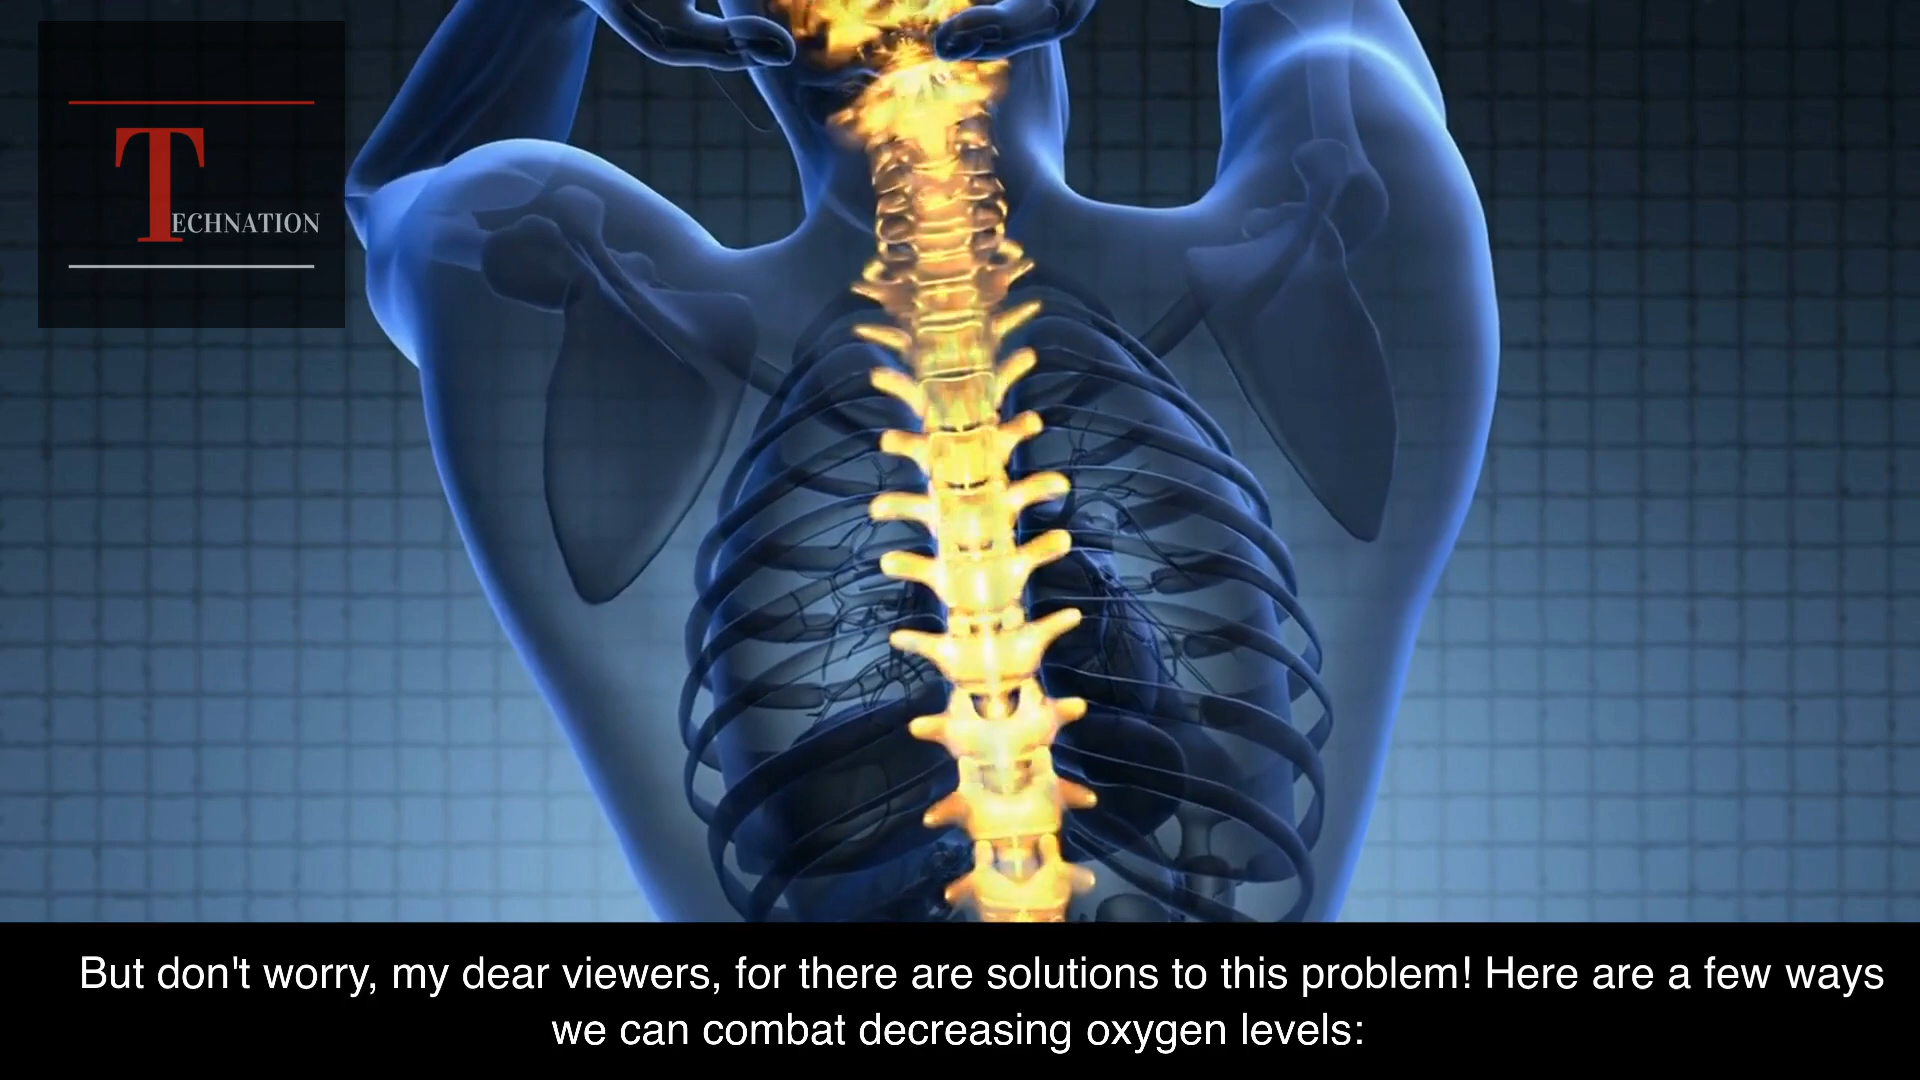 TECHNATION
But don't worry, my dear viewers, for there are solutions to this problem! Here are a few ways
we can combat decreasing oxygen levels: